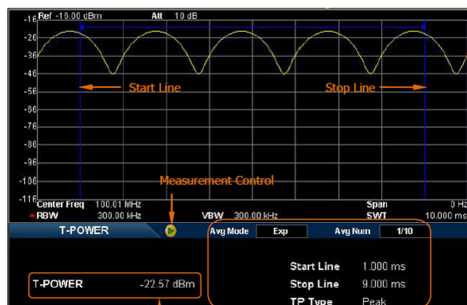 Ref -16.00 dBm Att 10 dB
-16
-26
-36
-46
Start Line Stop Line
-56
-66
-76
-86
-96
-106
Measurement Control
-116
Center Freq 100.01 MHz Span 0 Hz
RBW 300.00 kHz VBW 300.00 kHz SWT 10.000 ms
T-POWER Avg Mode Exp Avg Num 1/10
Start Line 1.000 ms
T-POWER -22.57 dBm Stop Line 9.000 ms
TP Type Peak